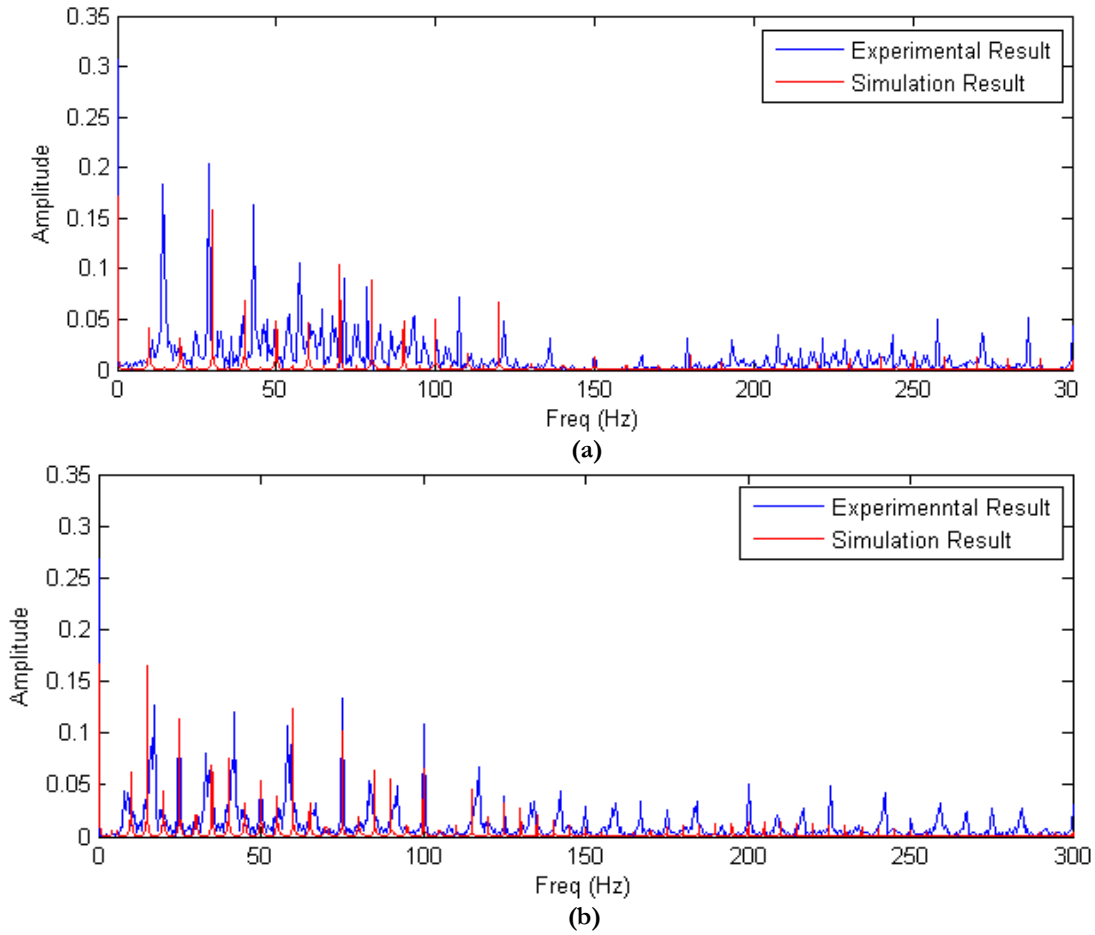 0.35
0.3
0.25
0.2
0.15
0.1
0.05
0
Amplitude
Experimental Result
Simulation Result
0 50 100 150 200 250 300
Freq (Hz)
(a)
0.35
0.3
0.25
0.2
0.15
0.1
0.05
0
Amplitude
Experimenntal Result
Simulation Result
0 50 100 150 200 250 300
Freq (Hz)
(b)